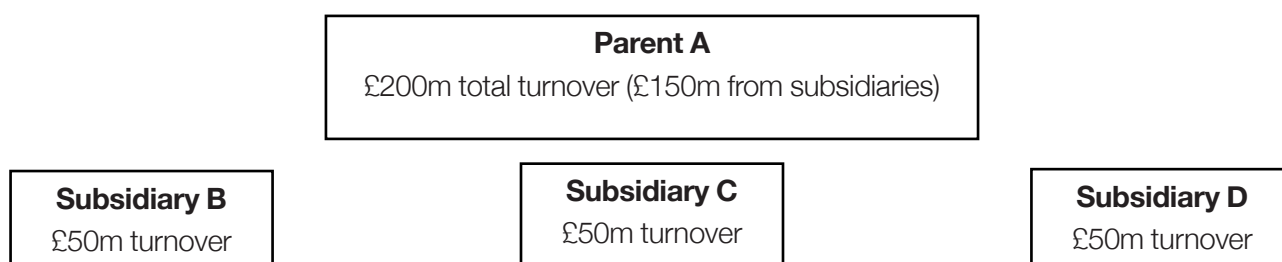 Parent A
£200m total turnover (£150m from subsidiaries)
Subsidiary B
£50m turnover
Subsidiary C
£50m turnover
Subsidiary D
£50m turnover